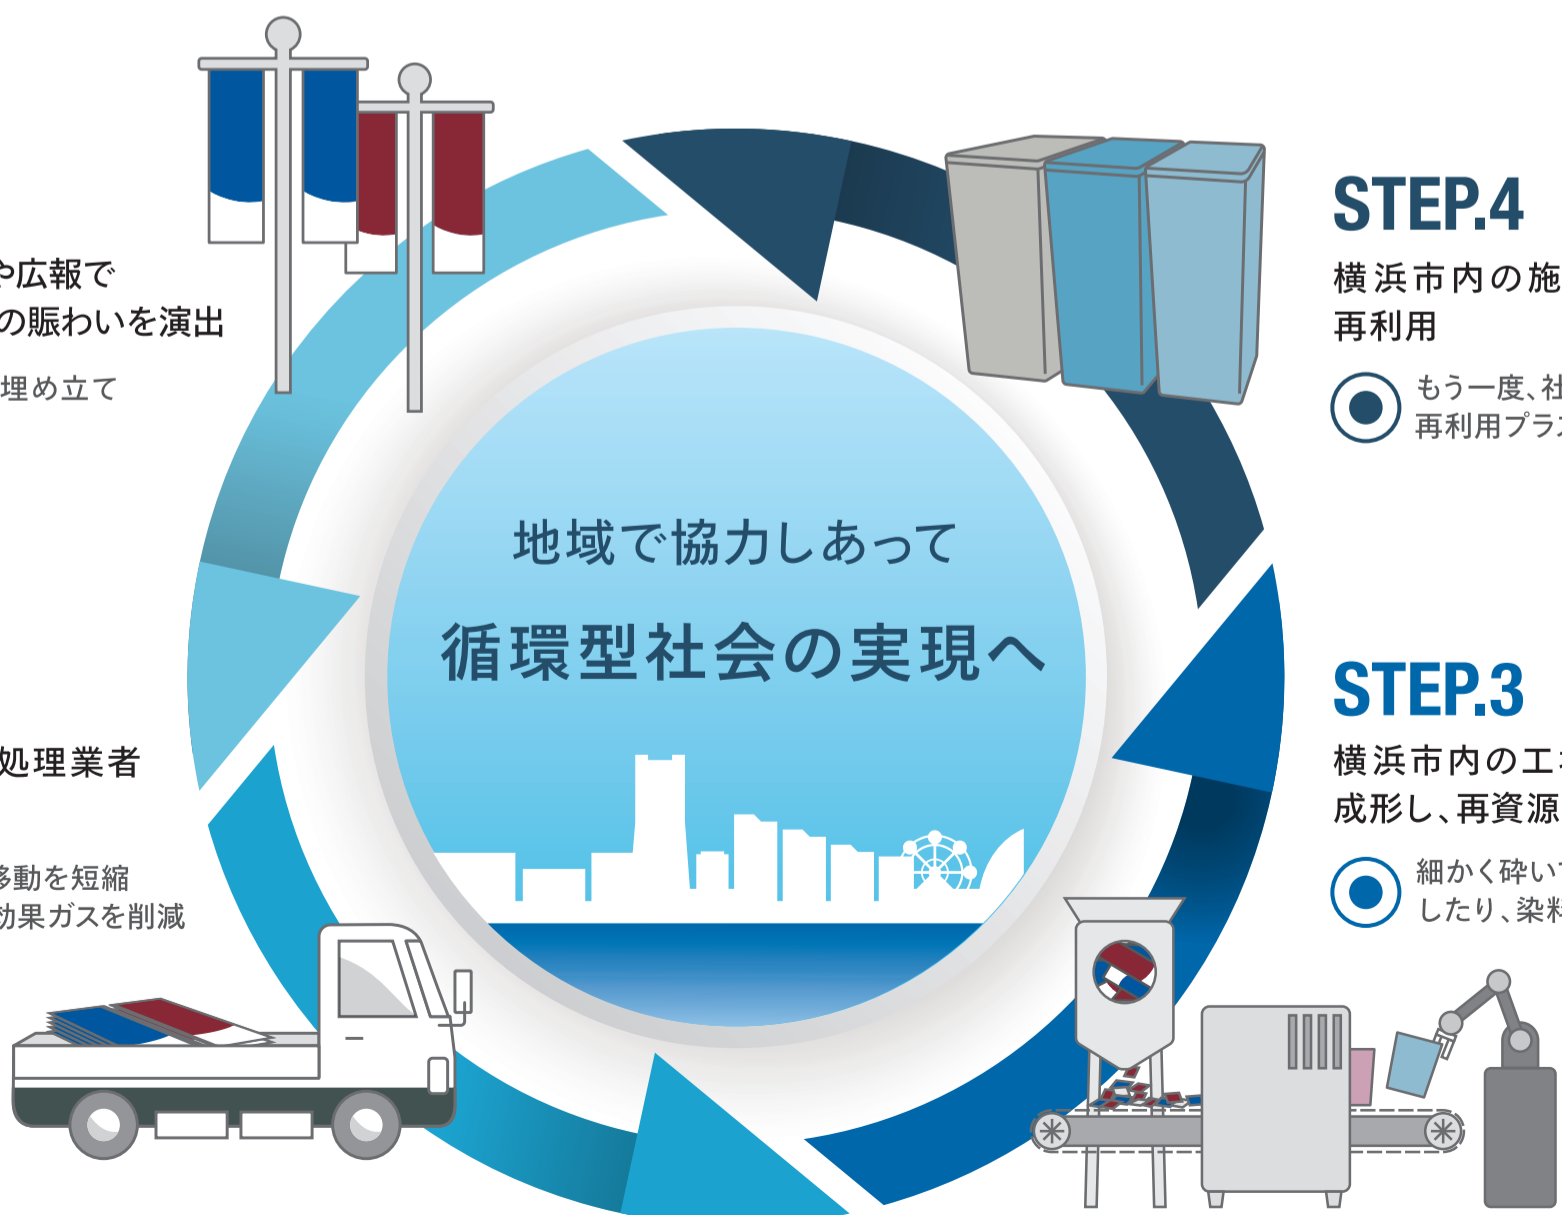 や広報で
の賑わいを演出
埋め立て
処理業者
移動を短縮
効果ガスを削減
地域で協力しあって
循環型社会の実現へ
STEP.4
横浜市内の施
再利用
もう一度、社
再利用プラス
STEP.3
横浜市内の工場
成形し、再資源
細かく砕いて
したり、染料